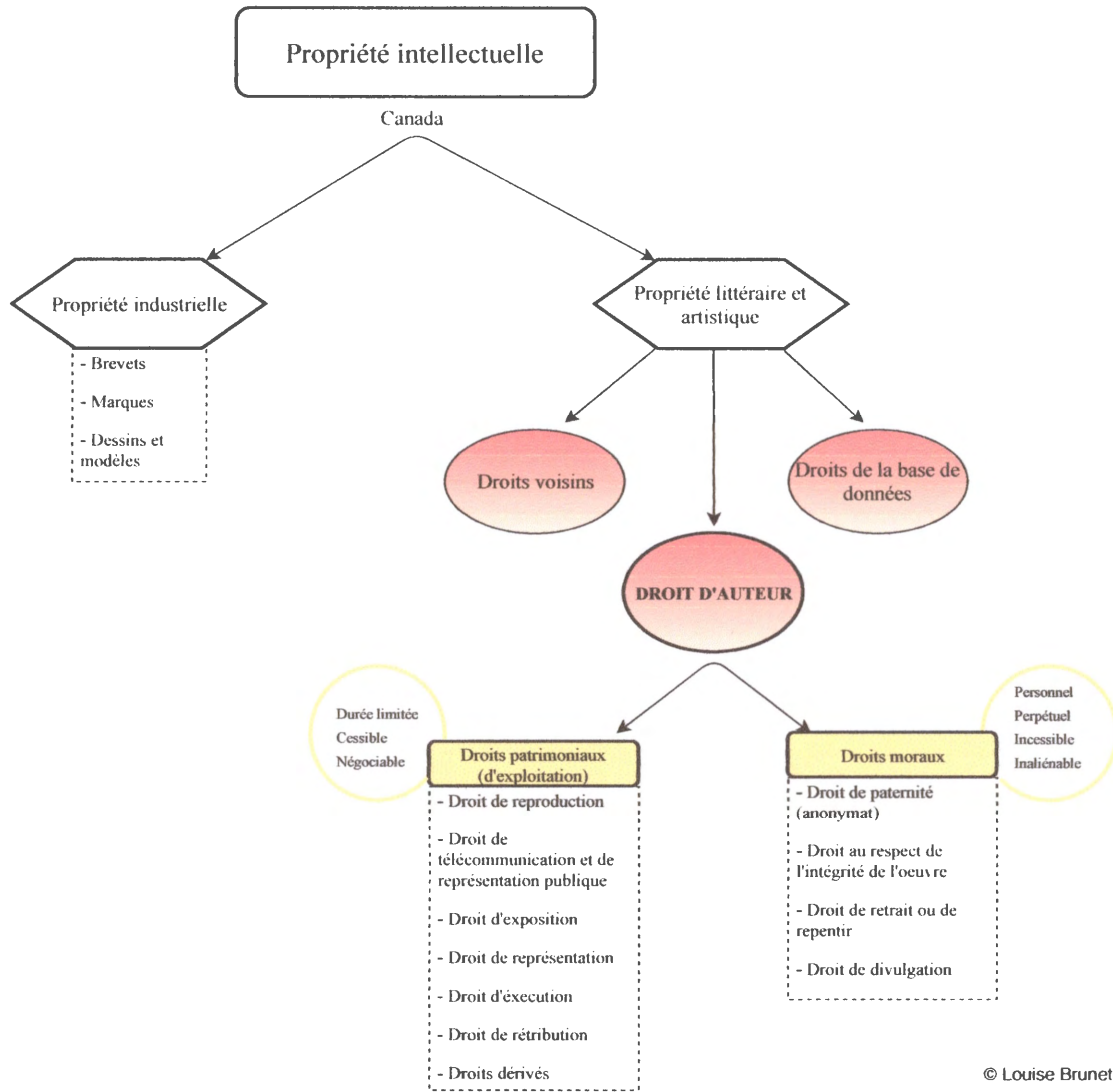 Propriété intellectuelle
Canada
Propriété industrielle
- Brevets
- Marques
- Dessins et
modèles
Propriété littéraire et
artistique
Droits voisins
Droits de la base de
données
DROIT D'AUTEUR
Durée limitée
Cessible
Négociable
Droits patrimoniaux
(d'exploitation)
- Droit de reproduction
- Droit de
télécommunication et de
représentation publique
- Droit d'exposition
- Droit de représentation
- Droit d'éxecution
- Droit de rétribution
- Droits dérivés
Personnel
Perpétuel
Incessible
Inaliénable
Droits moraux
- Droit de paternité
(anonymat)
- Droit au respect de
l'intégrité de l'oeuvre
- Droit de retrait ou de
repentir
- Droit de divulgation
© Louise Brunet